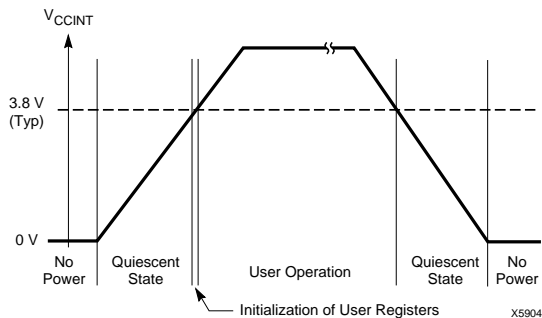 VCCINT
3.8 V
(Typ)
0 V
No
Power
Quiescent
State
User Operation
Quiescent
State
No
Power
Initialization of User Registers
X5904